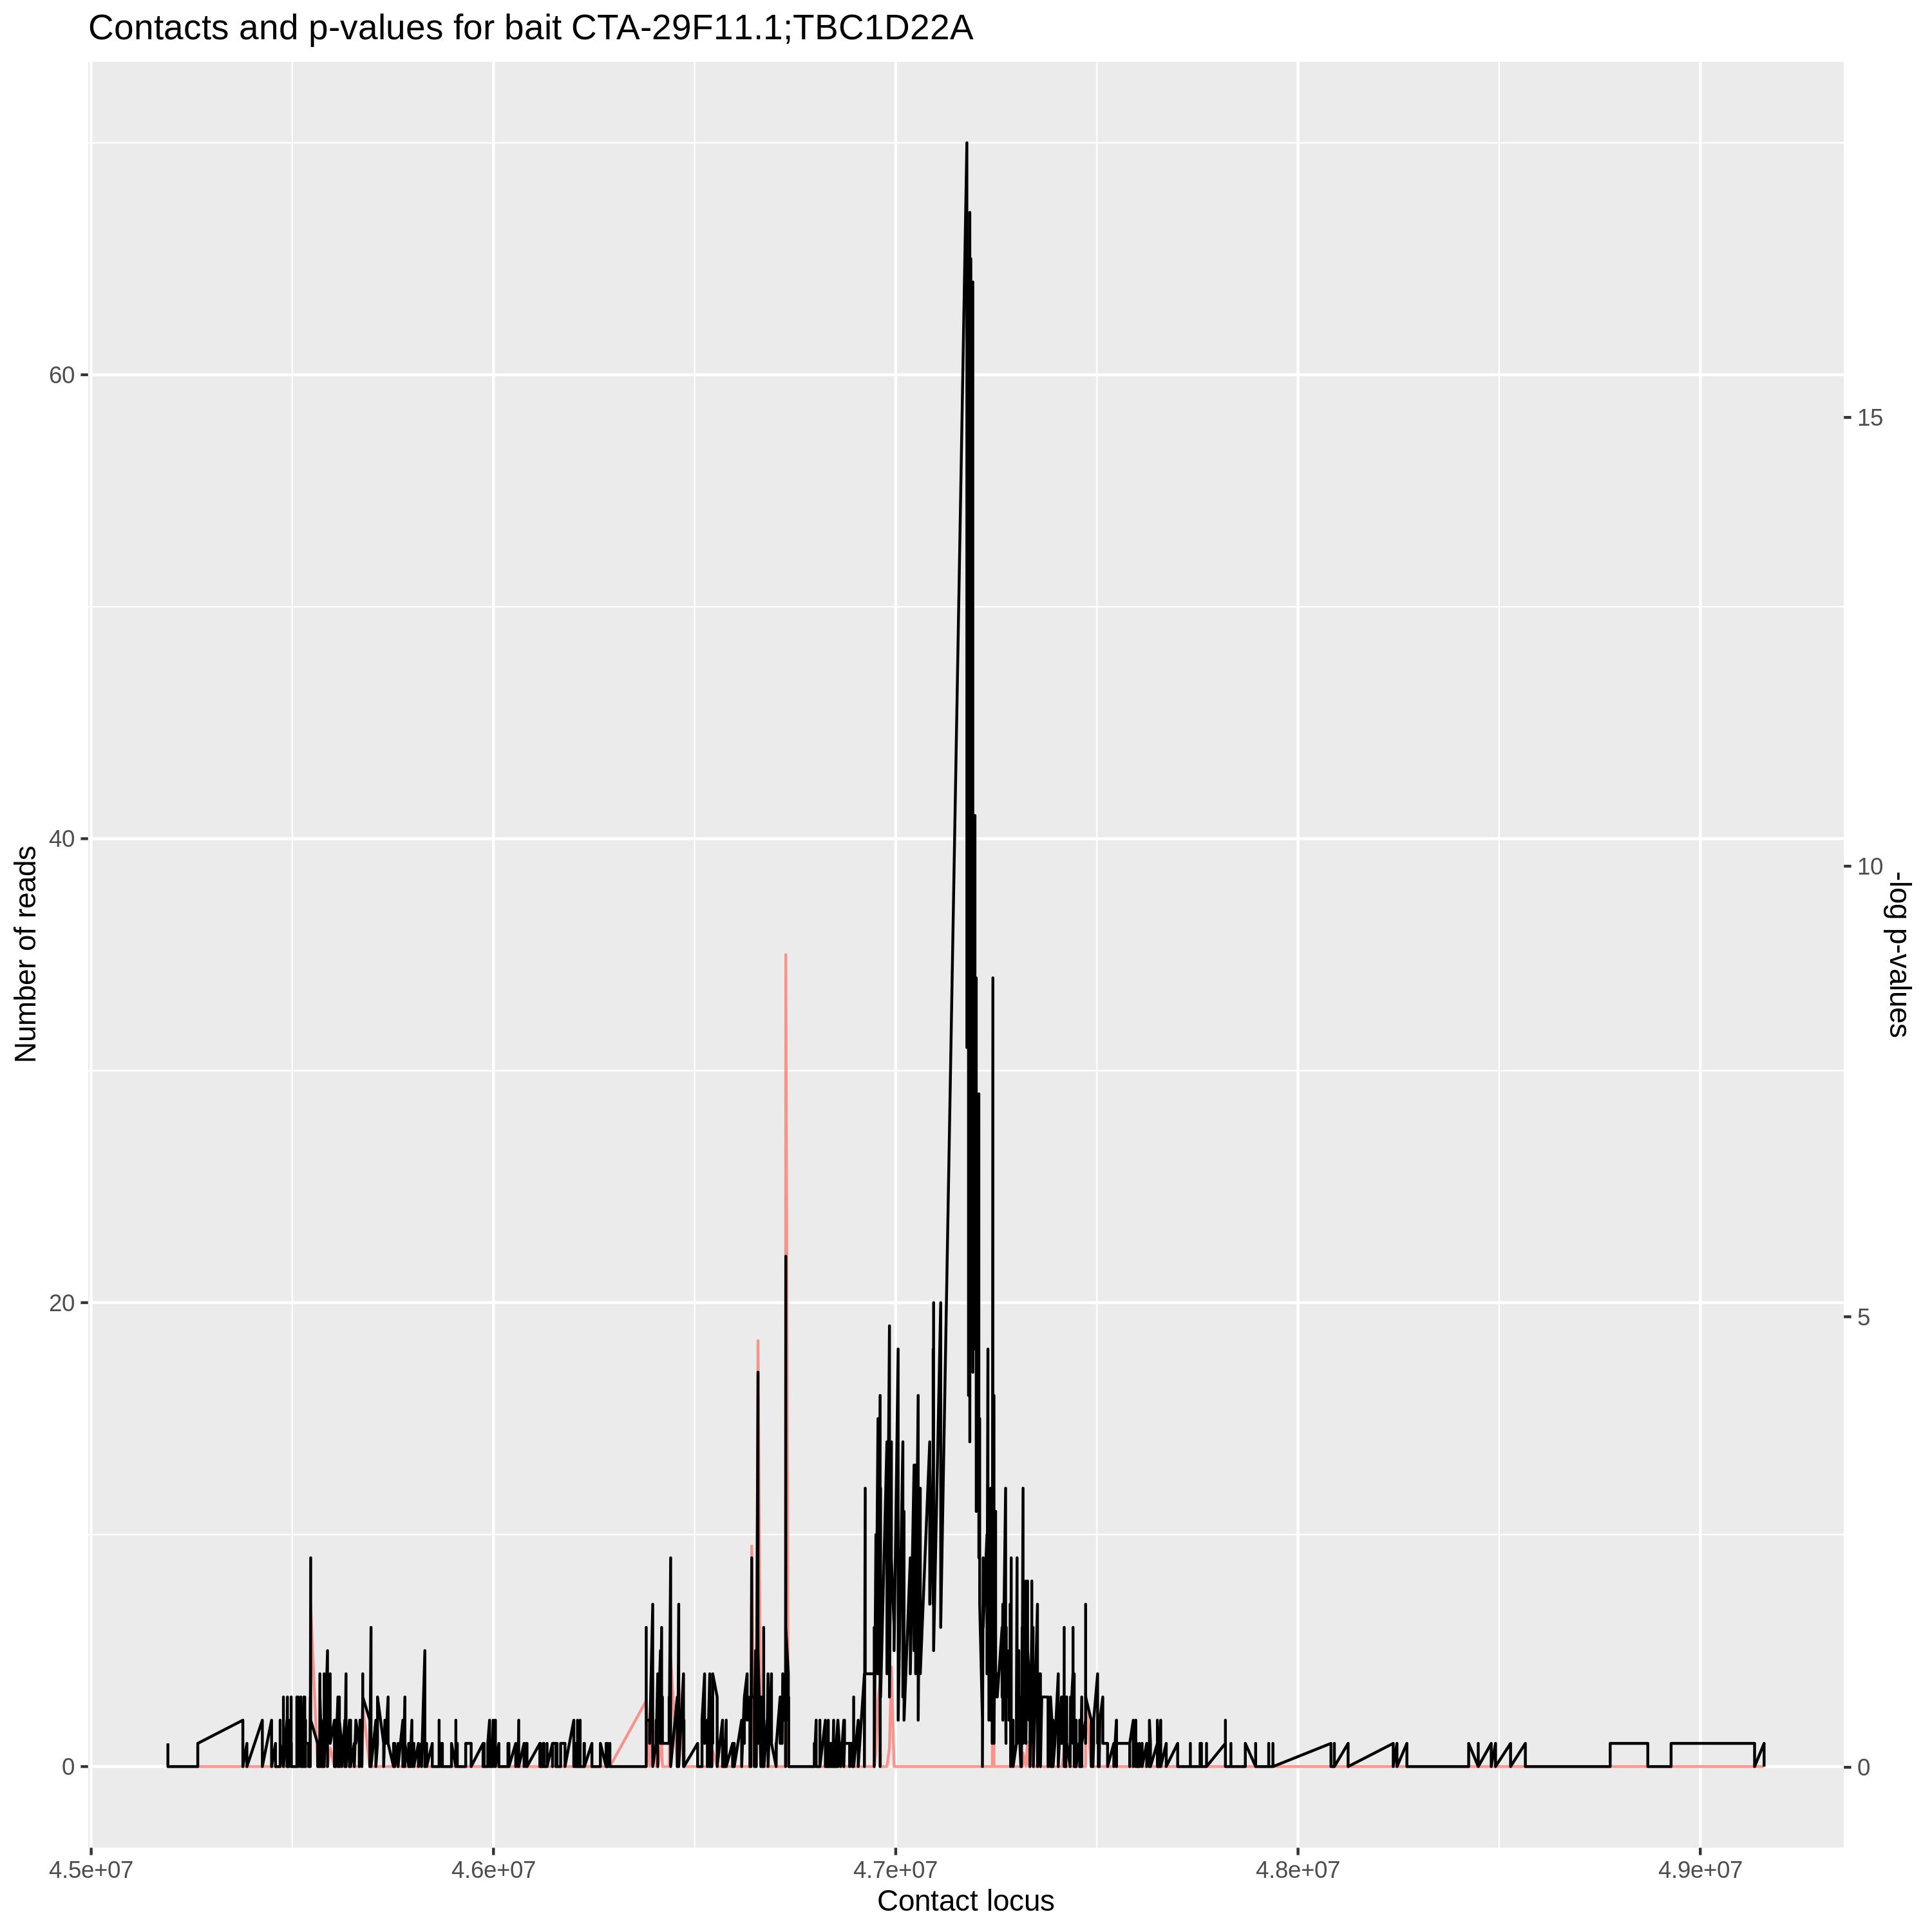 Contacts and p-values for bait CTA-29F11.1;TBC1D22A
60
40
20
0
15
10
5
0
Number of reads
-log p-values
4.5e+07 4.6e+07 4.7e+07 4.8e+07 4.9e+07
Contact locus